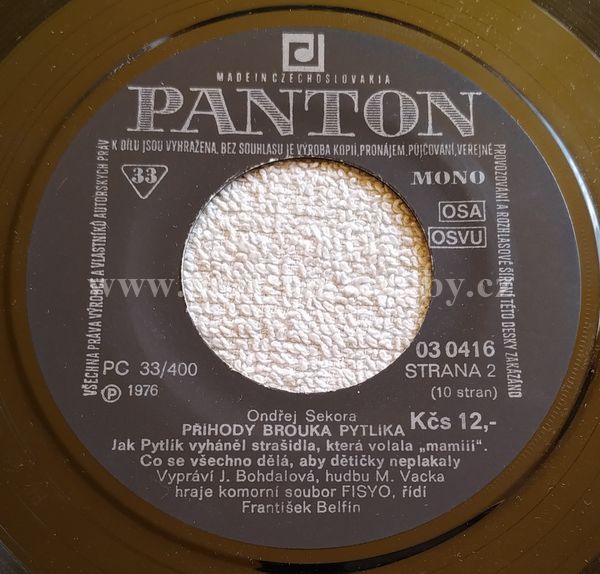 MADE IN CZECHOSLOVAKIA
PANTON
VŠECHNA PRÁVA VÝROBCE A VLASTNÍKŮ AUTORSKÝCH PRÁV
K DÍLU JSOU VYHRAŽENA. BEZ SOUHLASU JE VÝROBA KOPIÍ, PRONÁJEM, PŮJČOVÁNÍ, VEŘEJNÉ
PROVOZOVÁNÍ A ROZHLASOVÉ ŠÍŘENÍ TÉTO DESKY ZAKÁZÁNO
33
MONO
OSA
OSVU
PC 33/400
Ⓟ 1976
03 0416
STRANA 2
(10 stran)
Kčs 12,-
Ondřej Sekora
PŘÍHODY BROUKA PYTLÍKA
Jak Pytlík vyháněl strašidla, která volala „mamiii".
Co se všechno dělá, aby dětičky neplakaly
Vypráví J. Bohdalová, hudbu M. Vacka
hraje komorní soubor FISYO, řídí
František Belfín